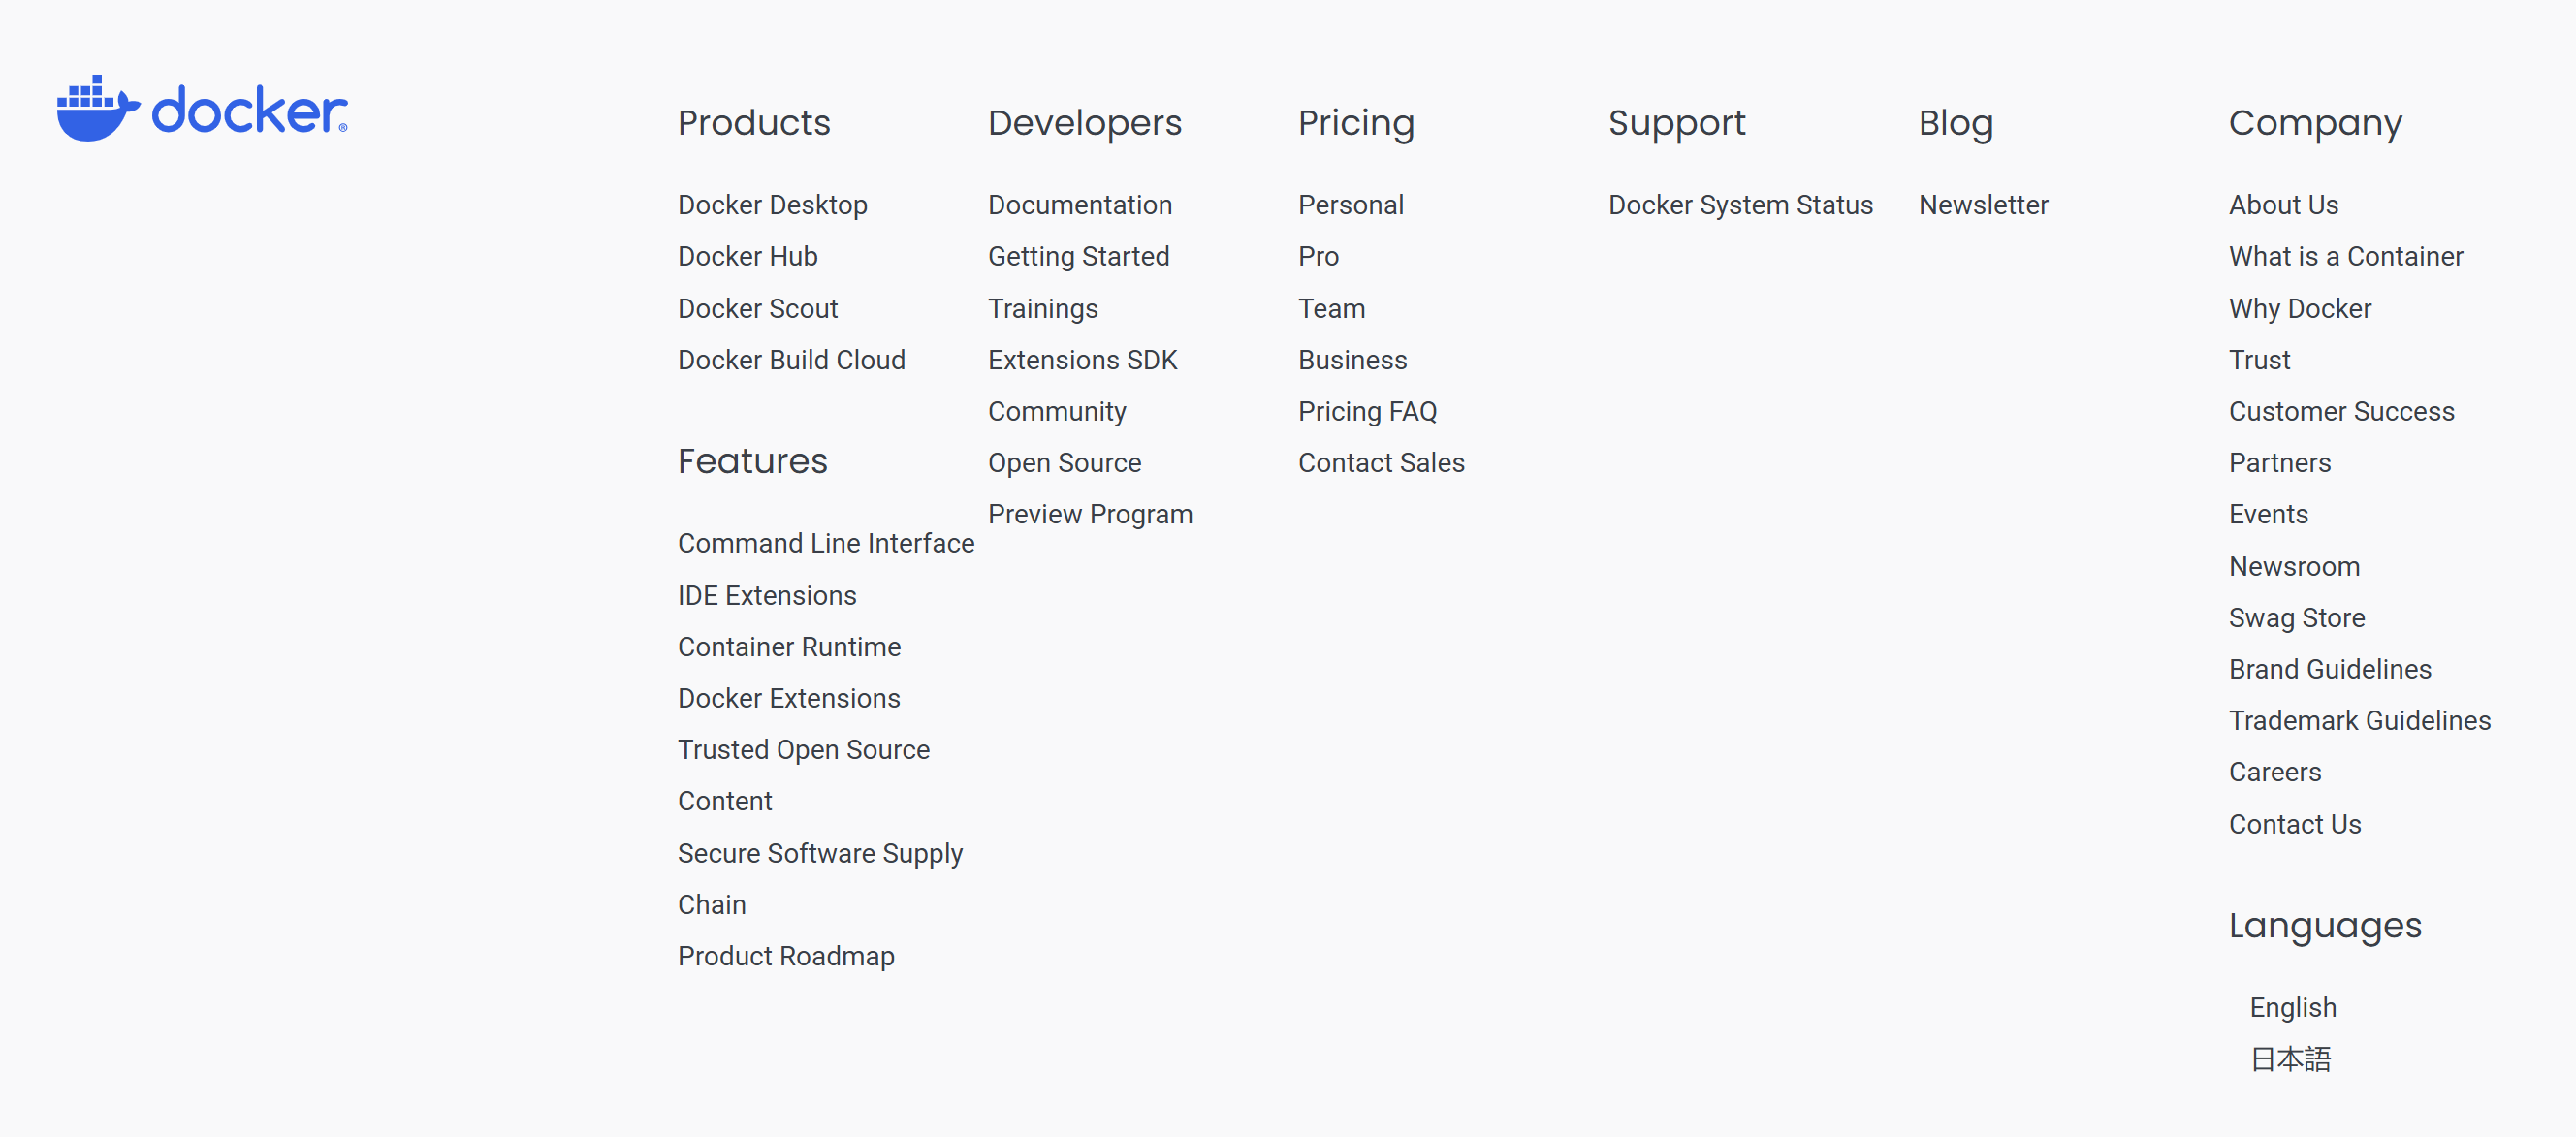 docker®
Products
Docker Desktop
Docker Hub
Docker Scout
Docker Build Cloud
Features
Command Line Interface
IDE Extensions
Container Runtime
Docker Extensions
Trusted Open Source
Content
Secure Software Supply
Chain
Product Roadmap
Developers
Documentation
Getting Started
Trainings
Extensions SDK
Community
Open Source
Preview Program
Pricing
Personal
Pro
Team
Business
Pricing FAQ
Contact Sales
Support
Docker System Status
Blog
Newsletter
Company
About Us
What is a Container
Why Docker
Trust
Customer Success
Partners
Events
Newsroom
Swag Store
Brand Guidelines
Trademark Guidelines
Careers
Contact Us
Languages
English
日本語